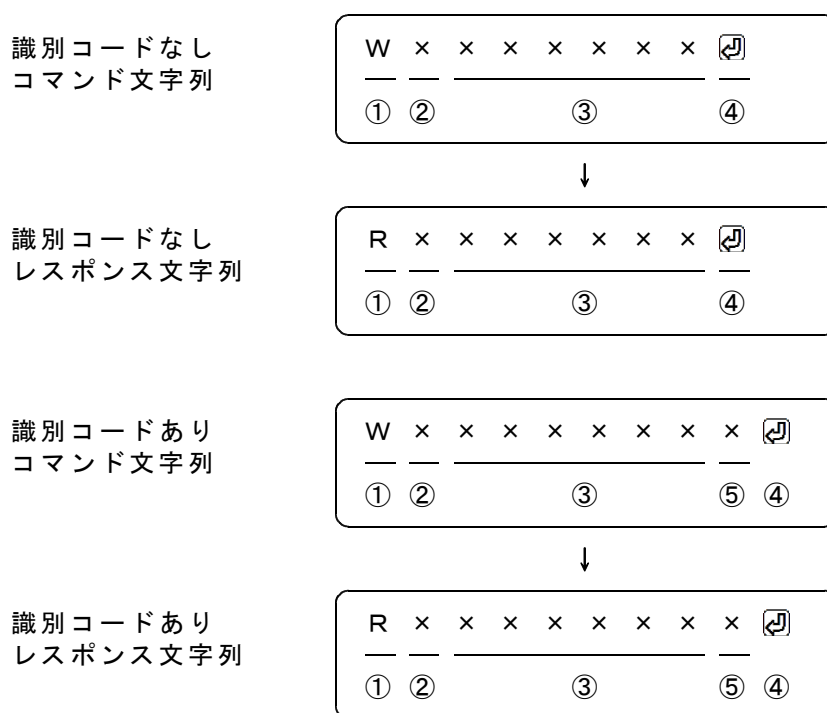 識別コードなし
コマンド文字列
W × × × × × × × ⏎
① ② ③ ④
↓
識別コードなし
レスポンス文字列
R × × × × × × × ⏎
① ② ③ ④
識別コードあり
コマンド文字列
W × × × × × × × × ⏎
① ② ③ ⑤ ④
↓
識別コードあり
レスポンス文字列
R × × × × × × × × ⏎
① ② ③ ⑤ ④